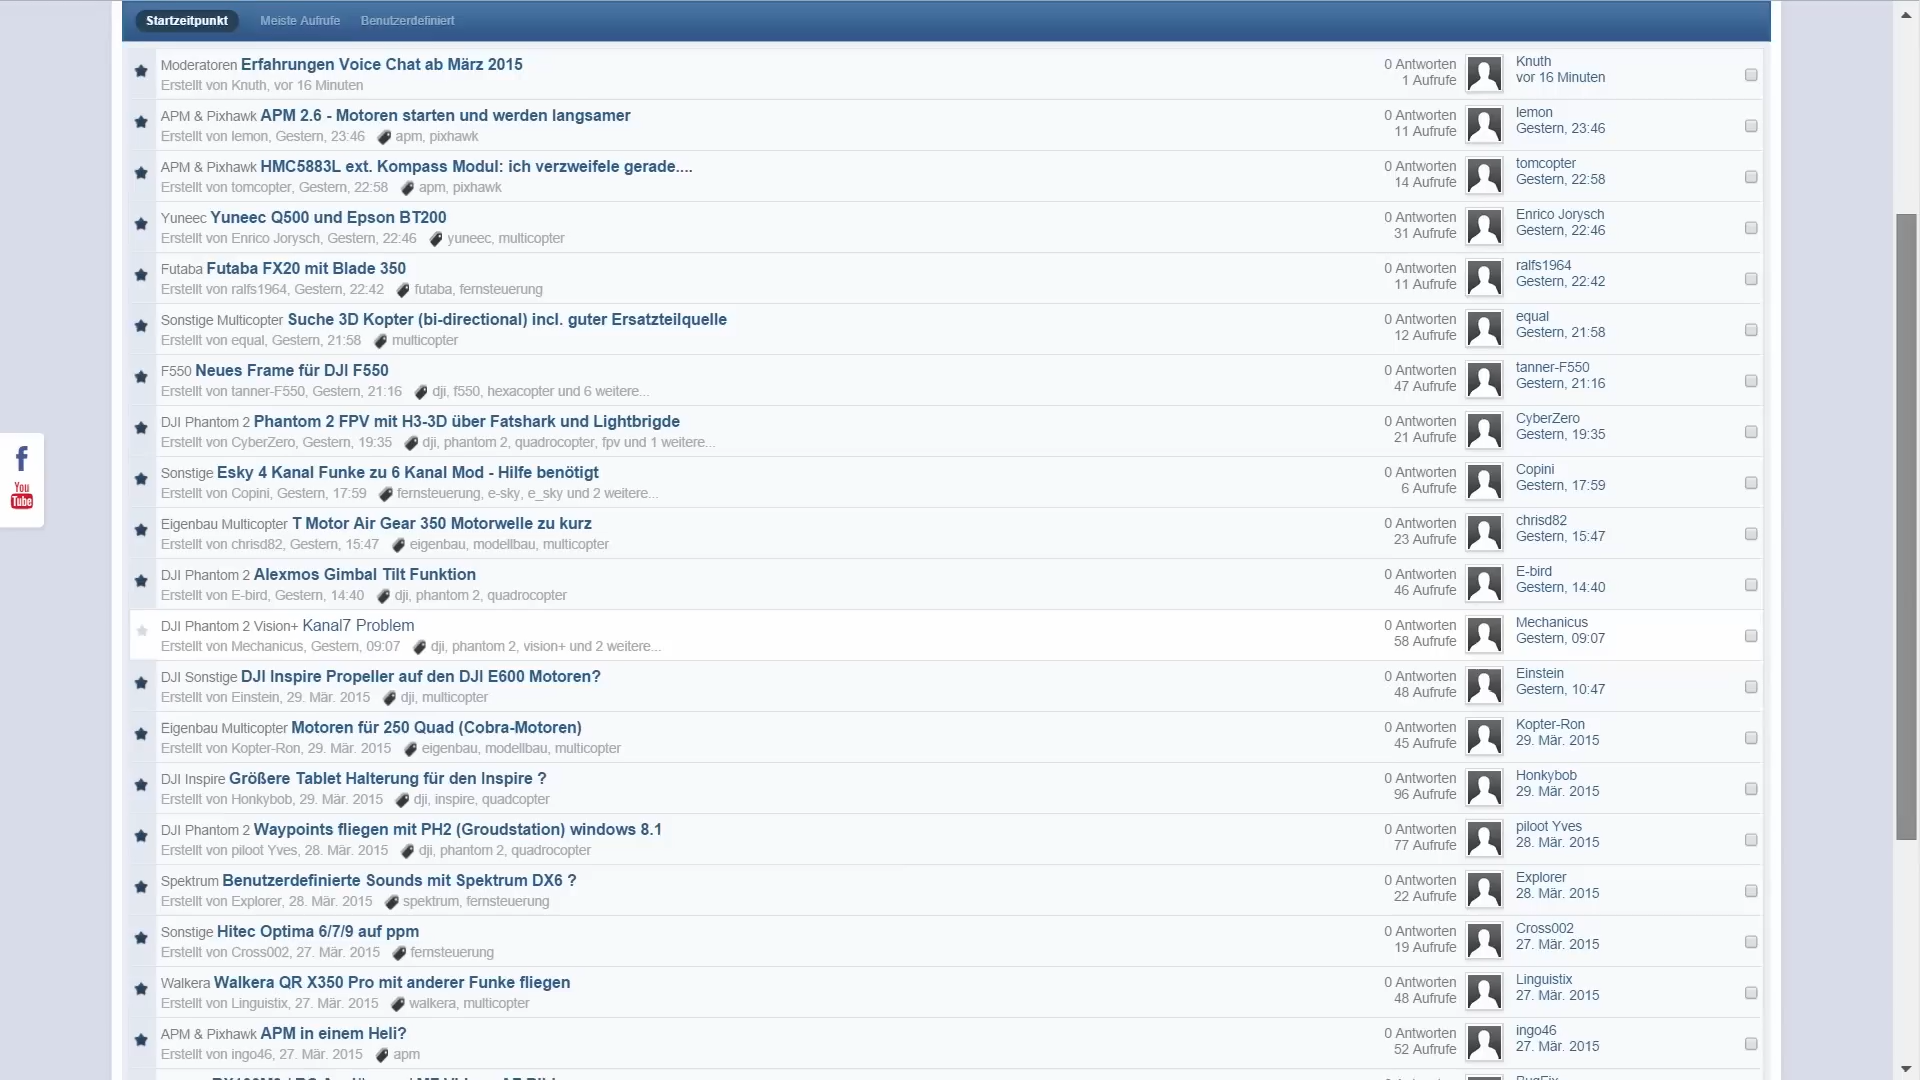 Startzeitpunkt Meiste Aufrufe Benutzerdefiniert
Moderatoren Erfahrungen Voice Chat ab März 2015
Erstellt von Knuth, vor 16 Minuten
0 Antworten
1 Aufrufe
Knuth
vor 16 Minuten
APM & Pixhawk APM 2.6 - Motoren starten und werden langsamer
Erstellt von lemon, Gestern, 23:46 apm, pixhawk
0 Antworten
11 Aufrufe
lemon
Gestern, 23:46
APM & Pixhawk HMC5883L ext. Kompass Modul: ich verzweifele gerade....
Erstellt von tomcopter, Gestern, 22:58 apm, pixhawk
0 Antworten
14 Aufrufe
tomcopter
Gestern, 22:58
Yuneec Yuneec Q500 und Epson BT200
Erstellt von Enrico Jorysch, Gestern, 22:46 yuneec, multicopter
0 Antworten
31 Aufrufe
Enrico Jorysch
Gestern, 22:46
Futaba Futaba FX20 mit Blade 350
Erstellt von ralfs1964, Gestern, 22:42 futaba, fernsteuerung
0 Antworten
11 Aufrufe
ralfs1964
Gestern, 22:42
Sonstige Multicopter Suche 3D Kopter (bi-directional) incl. guter Ersatzteilquelle
Erstellt von equal, Gestern, 21:58 multicopter
0 Antworten
12 Aufrufe
equal
Gestern, 21:58
F550 Neues Frame für DJI F550
Erstellt von tanner-F550, Gestern, 21:16 dji, f550, hexacopter und 6 weitere...
0 Antworten
47 Aufrufe
tanner-F550
Gestern, 21:16
DJI Phantom 2 Phantom 2 FPV mit H3-3D über Fatshark und Lightbrigde
Erstellt von CyberZero, Gestern, 19:35 dji, phantom 2, quadrocopter, fpv und 1 weitere...
0 Antworten
21 Aufrufe
CyberZero
Gestern, 19:35
Sonstige Esky 4 Kanal Funke zu 6 Kanal Mod - Hilfe benötigt
Erstellt von Copini, Gestern, 17:59 fernsteuerung, e-sky, e_sky und 2 weitere...
0 Antworten
6 Aufrufe
Copini
Gestern, 17:59
f
You
Tube
Eigenbau Multicopter T Motor Air Gear 350 Motorwelle zu kurz
Erstellt von chrisd82, Gestern, 15:47 eigenbau, modellbau, multicopter
0 Antworten
23 Aufrufe
chrisd82
Gestern, 15:47
DJI Phantom 2 Alexmos Gimbal Tilt Funktion
Erstellt von E-bird, Gestern, 14:40 dji, phantom 2, quadrocopter
0 Antworten
46 Aufrufe
E-bird
Gestern, 14:40
DJI Phantom 2 Vision+ Kanal7 Problem
Erstellt von Mechanicus, Gestern, 09:07 dji, phantom 2, vision+ und 2 weitere...
0 Antworten
58 Aufrufe
Mechanicus
Gestern, 09:07
DJI Sonstige DJI Inspire Propeller auf den DJI E600 Motoren?
Erstellt von Einstein, 29. Mär. 2015 dji, multicopter
0 Antworten
48 Aufrufe
Einstein
Gestern, 10:47
Eigenbau Multicopter Motoren für 250 Quad (Cobra-Motoren)
Erstellt von Kopter-Ron, 29. Mär. 2015 eigenbau, modellbau, multicopter
0 Antworten
45 Aufrufe
Kopter-Ron
29. Mär. 2015
DJI Inspire Größere Tablet Halterung für den Inspire ?
Erstellt von Honkybob, 29. Mär. 2015 dji, inspire, quadcopter
0 Antworten
96 Aufrufe
Honkybob
29. Mär. 2015
DJI Phantom 2 Waypoints fliegen mit PH2 (Groudstation) windows 8.1
Erstellt von piloot Yves, 28. Mär. 2015 dji, phantom 2, quadrocopter
0 Antworten
77 Aufrufe
piloot Yves
28. Mär. 2015
Spektrum Benutzerdefinierte Sounds mit Spektrum DX6 ?
Erstellt von Explorer, 28. Mär. 2015 spektrum, fernsteuerung
0 Antworten
22 Aufrufe
Explorer
28. Mär. 2015
Sonstige Hitec Optima 6/7/9 auf ppm
Erstellt von Cross002, 27. Mär. 2015 fernsteuerung
0 Antworten
19 Aufrufe
Cross002
27. Mär. 2015
Walkera Walkera QR X350 Pro mit anderer Funke fliegen
Erstellt von Linguistix, 27. Mär. 2015 walkera, multicopter
0 Antworten
48 Aufrufe
Linguistix
27. Mär. 2015
APM & Pixhawk APM in einem Heli?
Erstellt von ingo46, 27. Mär. 2015 apm
0 Antworten
52 Aufrufe
ingo46
27. Mär. 2015